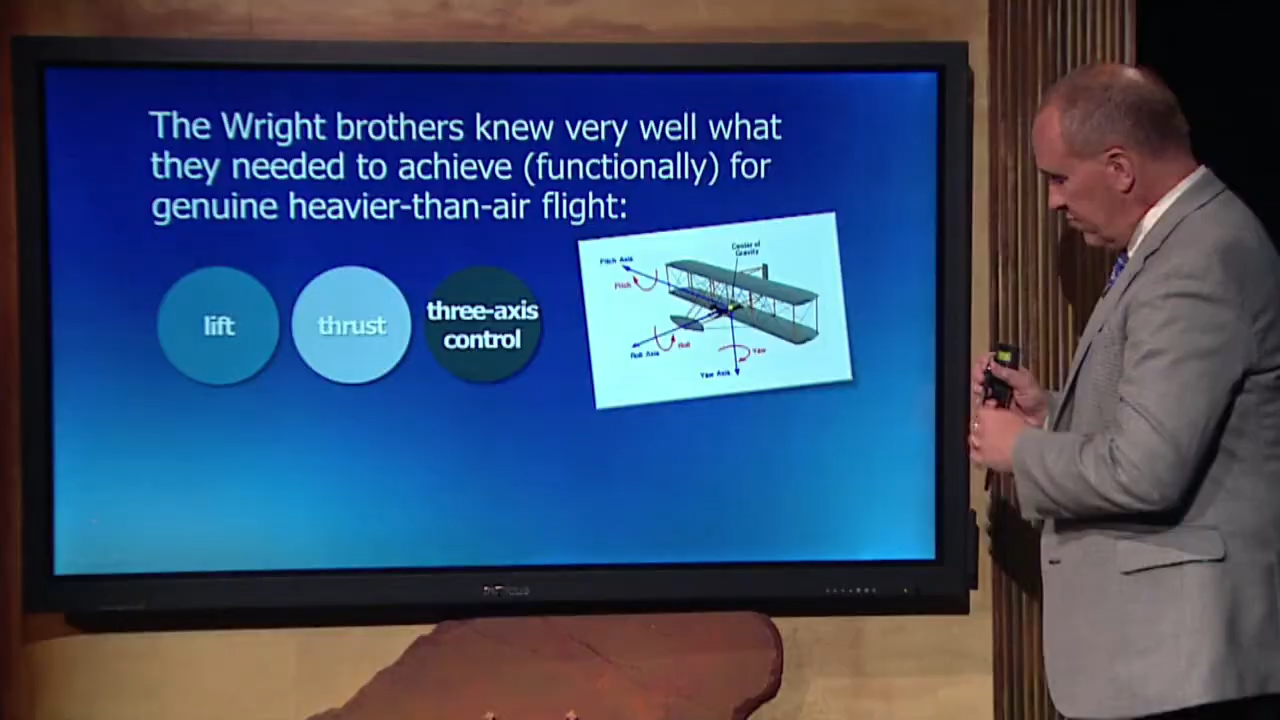 The Wright brothers knew very well what
they needed to achieve (functionally) for
genuine heavier-than-air flight:
lift
thrust
three-axis
control
Center of
Gravity
Pitch Axis
Pitch
Roll Axis
Roll
Yaw
Yaw Axis